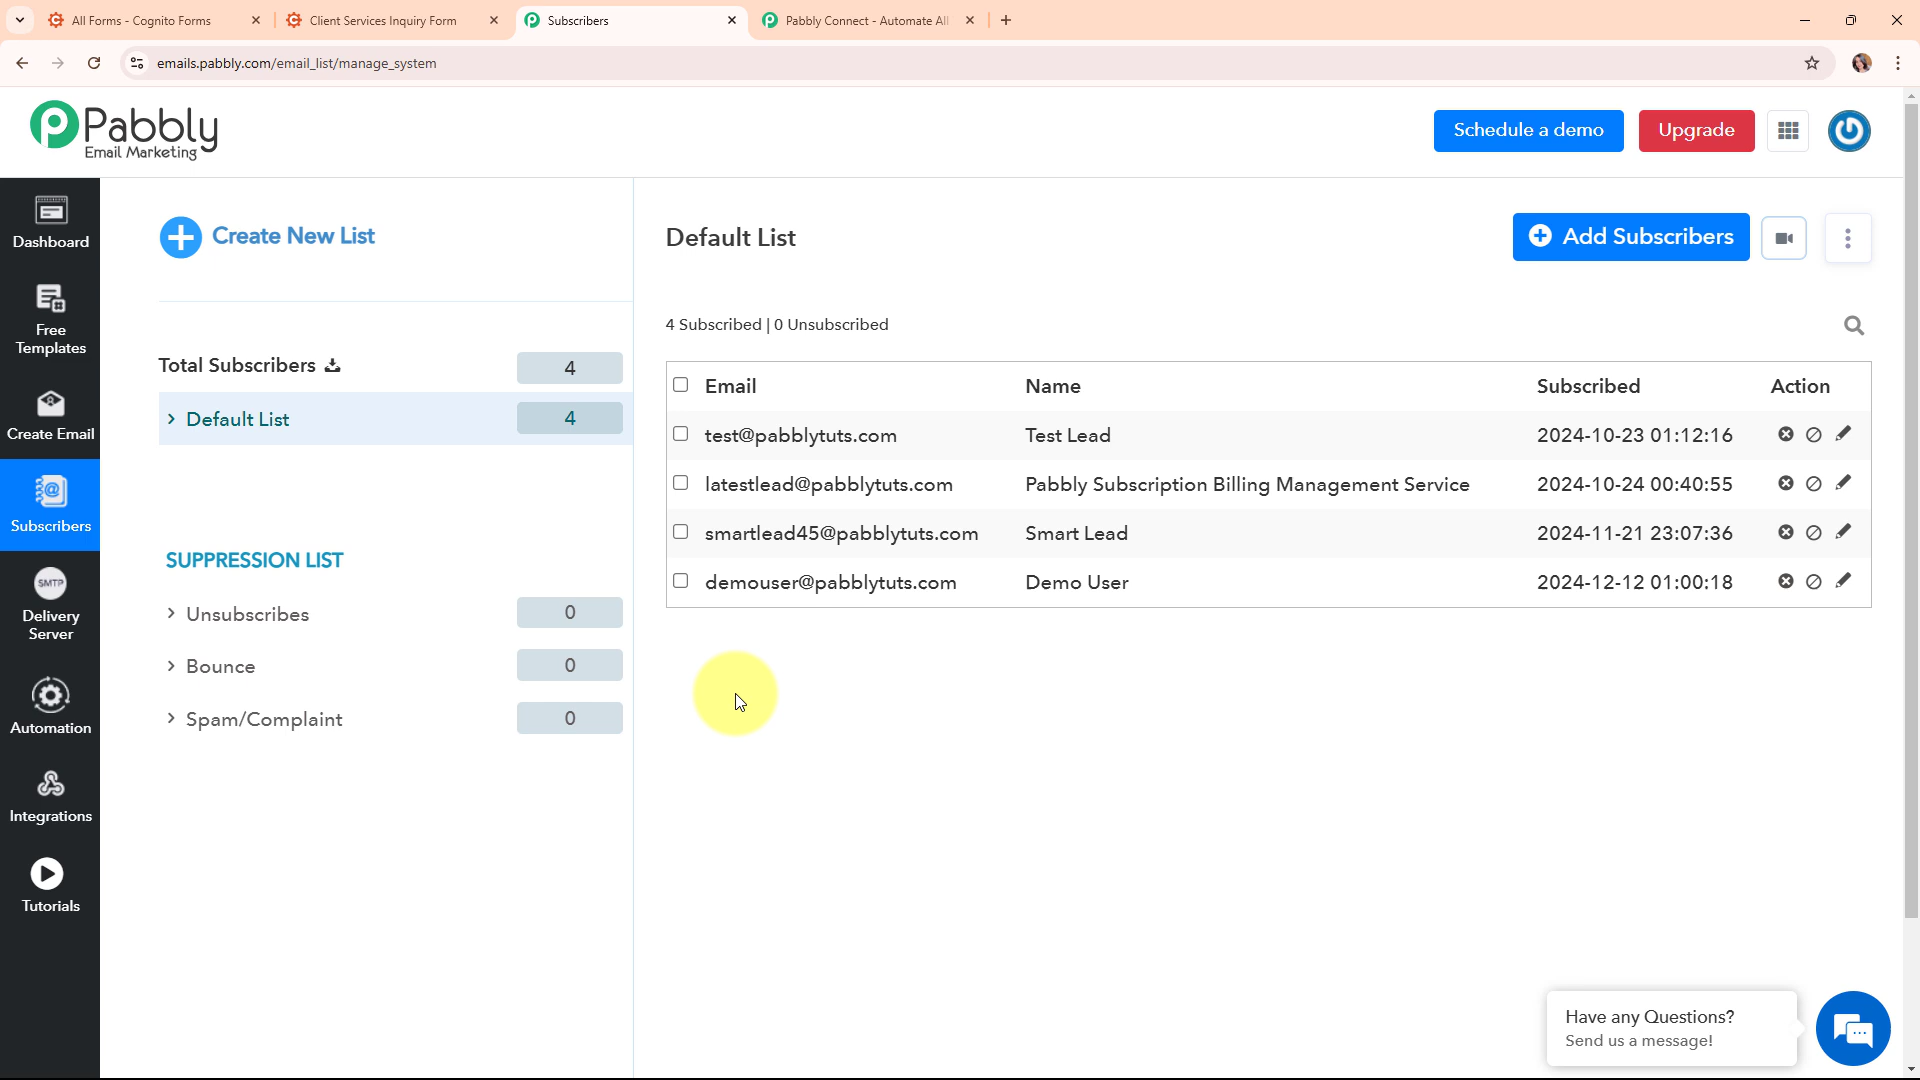 All Forms - Cognito Forms
Client Services Inquiry Form
Subscribers
Pabbly Connect - Automate All
emails.pabbly.com/email_list/manage_system
Pabbly
Email Marketing
Schedule a demo
Upgrade
Dashboard
Free
Templates
Create Email
Subscribers
SMTP
Delivery
Server
Automation
Integrations
Tutorials
Create New List
Total Subscribers 4
Default List 4
SUPPRESSION LIST
Unsubscribes 0
Bounce 0
Spam/Complaint 0
Default List
Add Subscribers
4 Subscribed | 0 Unsubscribed
Email Name Subscribed Action
test@pabblytuts.com Test Lead 2024-10-23 01:12:16
latestlead@pabblytuts.com Pabbly Subscription Billing Management Service 2024-10-24 00:40:55
smartlead45@pabblytuts.com Smart Lead 2024-11-21 23:07:36
demouser@pabblytuts.com Demo User 2024-12-12 01:00:18
Have any Questions?
Send us a message!